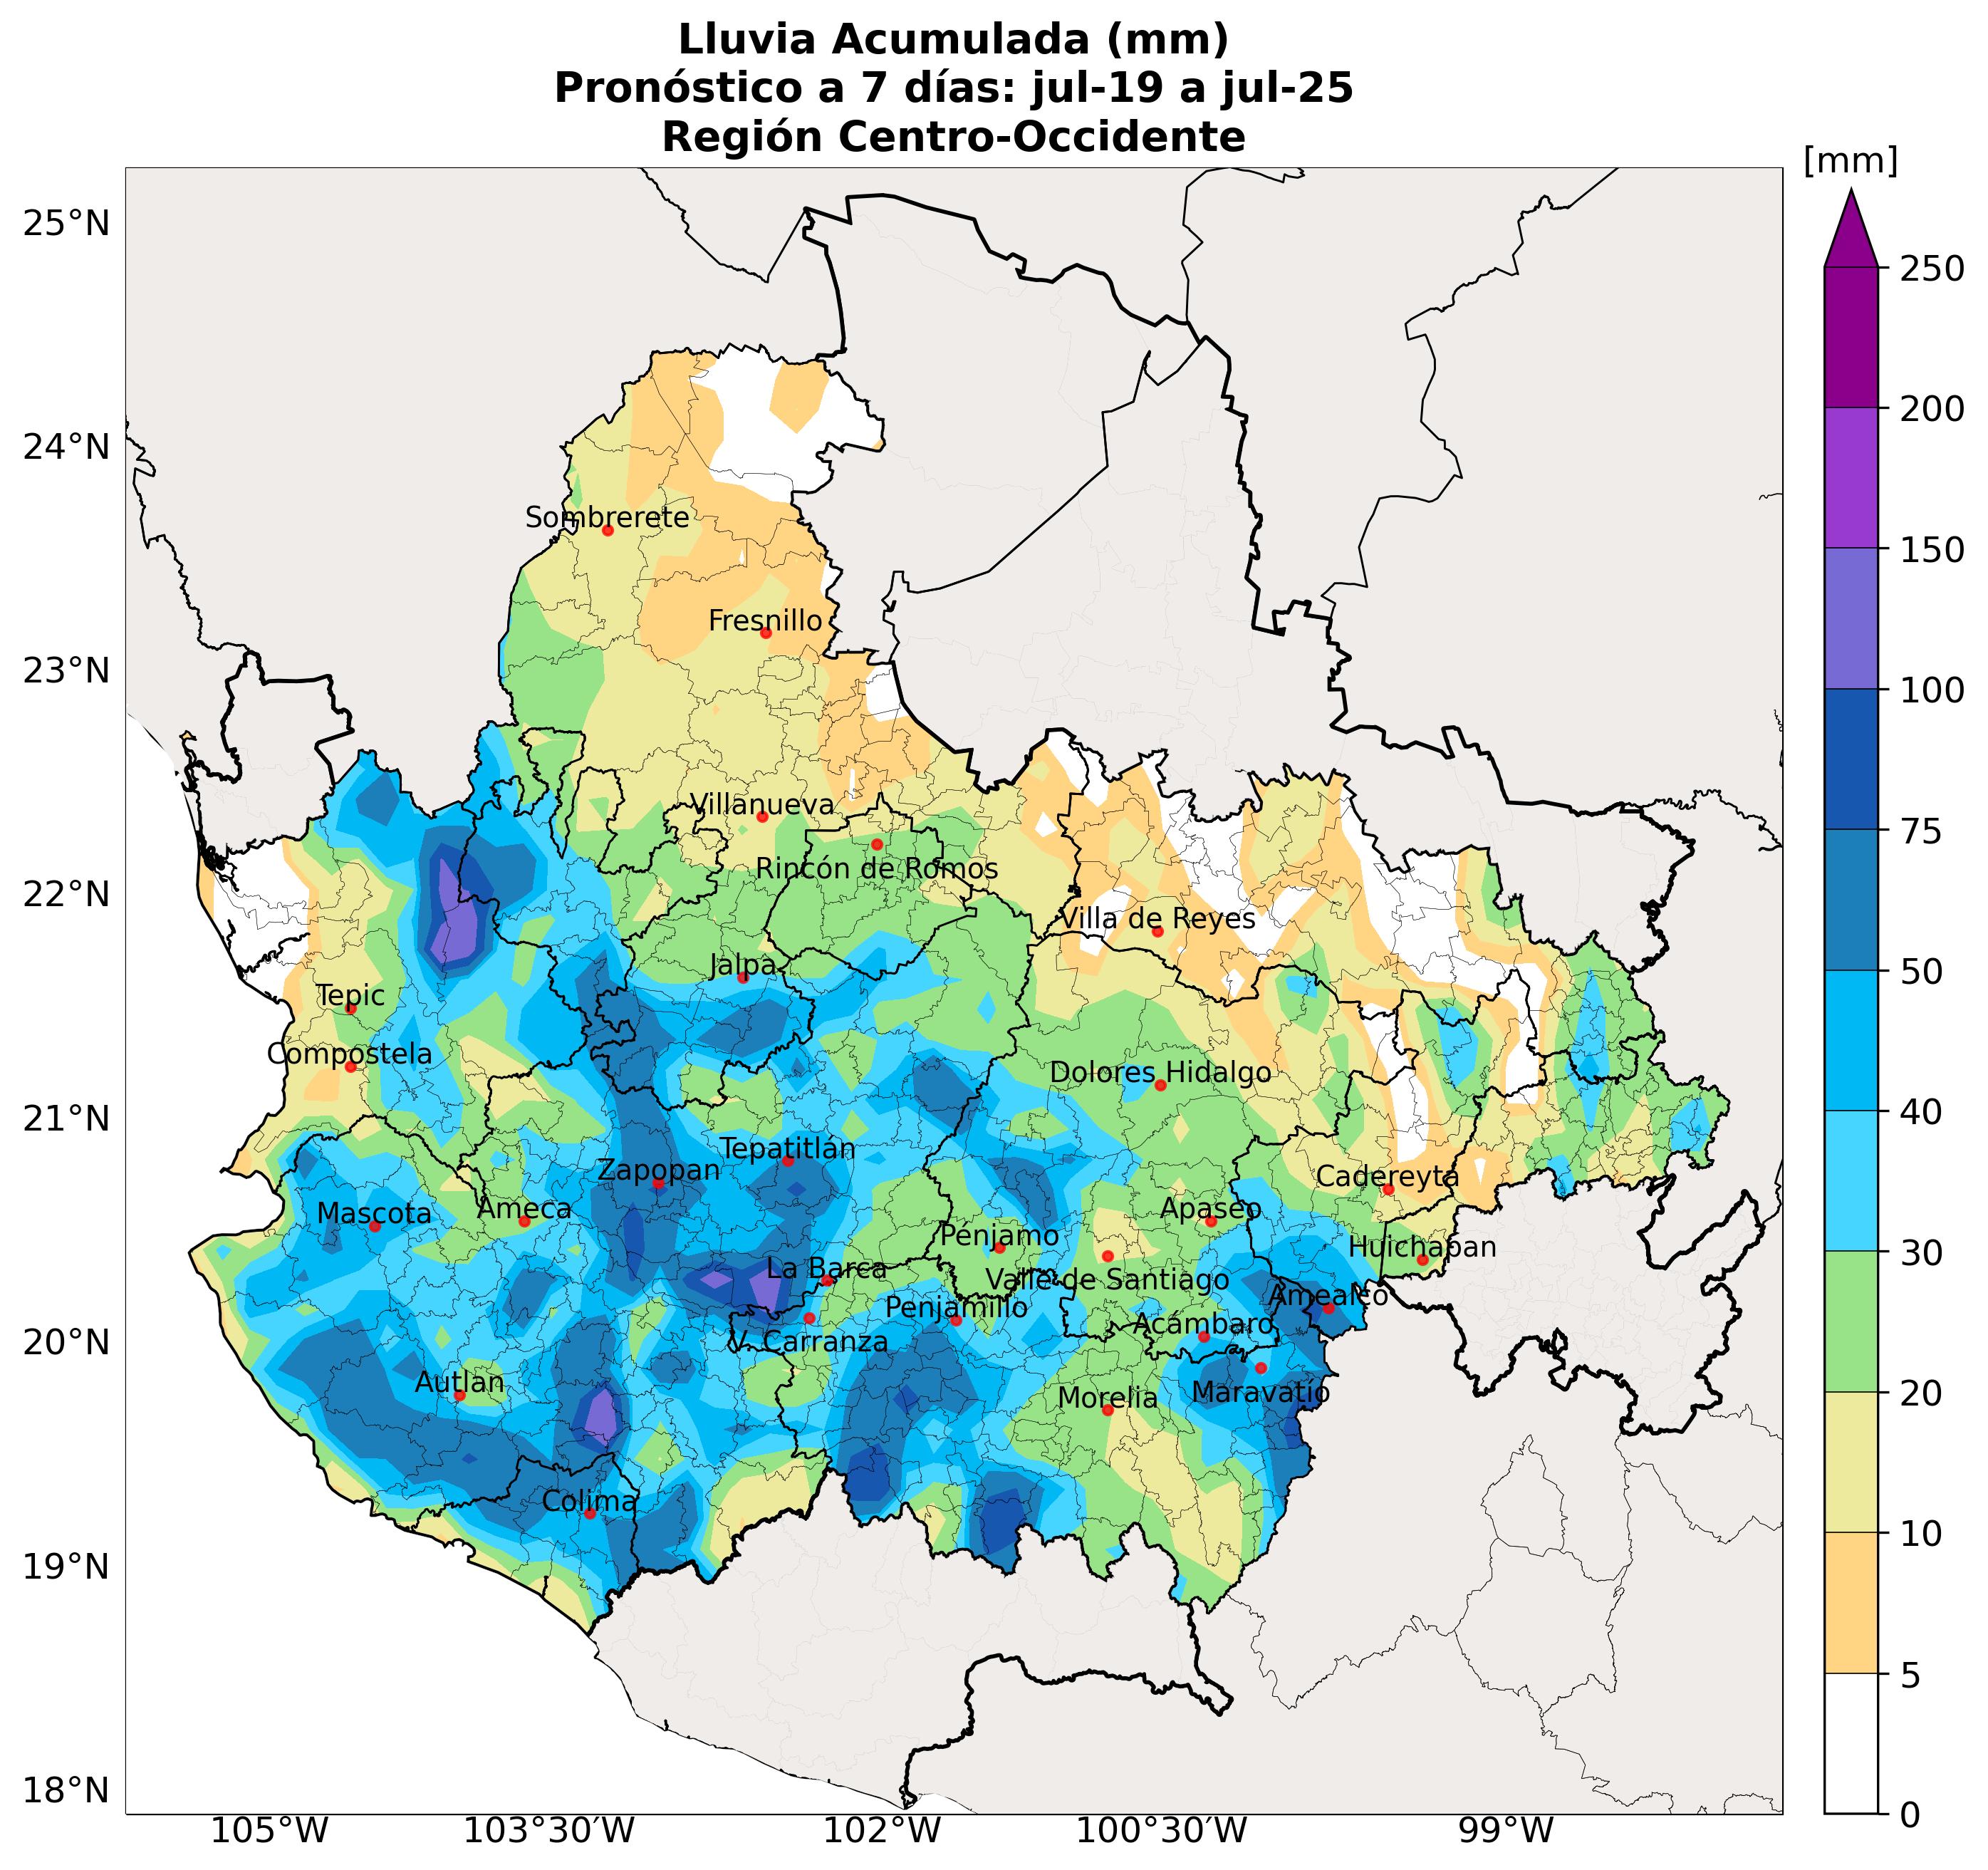 Lluvia Acumulada (mm)
Pronóstico a 7 días: jul-19 a jul-25
Región Centro-Occidente
[mm]
25°N
24°N
23°N
22°N
21°N
20°N
19°N
18°N
Sombrerete
Fresnillo
Villanueva
Rincón de Romos
Villa de Reyes
Jalpa
Tepic
Compostela
Dolores Hidalgo
Tepatitlán
Zapopan
Cadereyta
Mascota
Ameca
Apaseo
Pénjamo
Huichapan
La Barca
Valle de Santiago
Amealco
Penjamillo
Acámbaro
V. Carranza
Autlan
Maravatío
Morelia
Colima
105°W
103°30'W
102°W
100°30'W
99°W
250
200
150
100
75
50
40
30
20
10
5
0